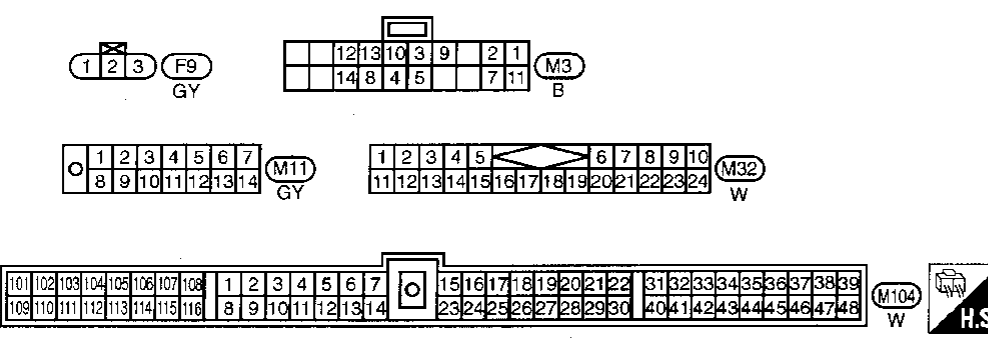 1 2 3 F9
GY
12 13 10 3 9 2 1
14 8 4 5 7 11
M3
B
1 2 3 4 5 6 7
8 9 10 11 12 13 14
M11
GY
1 2 3 4 5 6 7 8 9 10
11 12 13 14 15 16 17 18 19 20 21 22 23 24
M32
W
101 102 103 104 105 106 107 108 1 2 3 4 5 6 7 15 16 17 18 19 20 21 22 31 32 33 34 35 36 37 38 39
109 110 111 112 113 114 115 116 8 9 10 11 12 13 14 23 24 25 26 27 28 29 30 40 41 42 43 44 45 46 47 48
M104
W
H.S